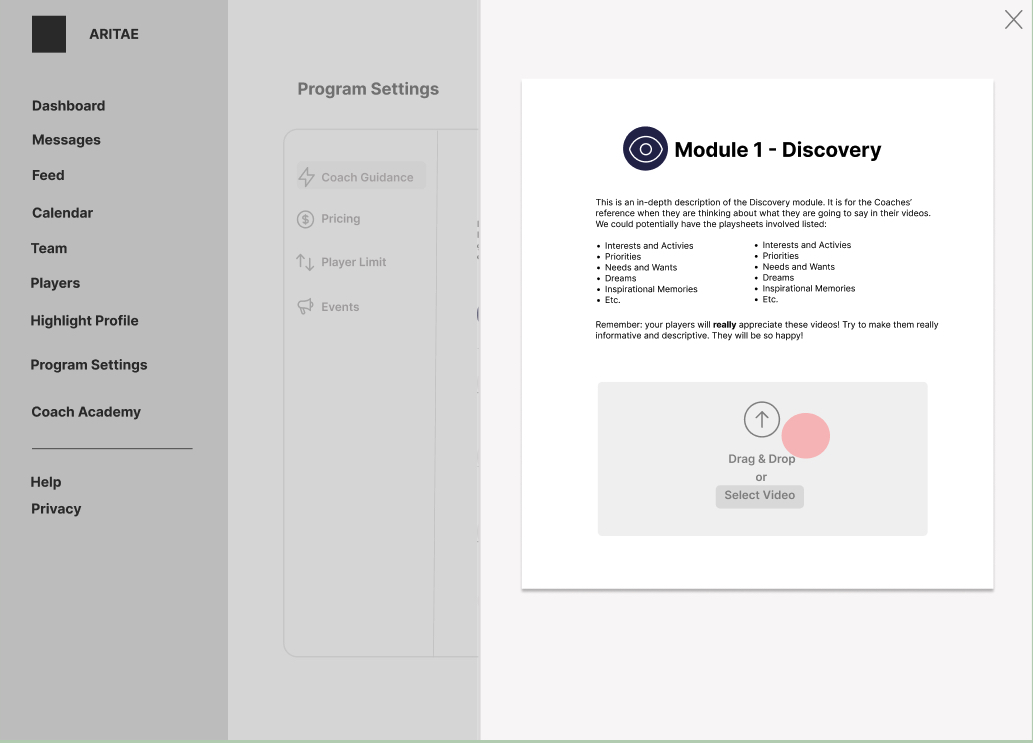 ARITAE
Dashboard
Messages
Feed
Calendar
Team
Players
Highlight Profile
Program Settings
Coach Academy
Help
Privacy
Program Settings
Coach Guidance
Pricing
Player Limit
Events
Module 1 - Discovery
This is an in-depth description of the Discovery module. It is for the Coaches'
reference when they are thinking about what they are going to say in their videos.
We could potentially have the playsheets involved listed:
• Interests and Activies
• Priorities
• Needs and Wants
• Dreams
• Inspirational Memories
• Etc.
• Interests and Activies
• Priorities
• Needs and Wants
• Dreams
• Inspirational Memories
• Etc.
Remember: your players will really appreciate these videos! Try to make them really
informative and descriptive. They will be so happy!
Drag & Drop
or
Select Video